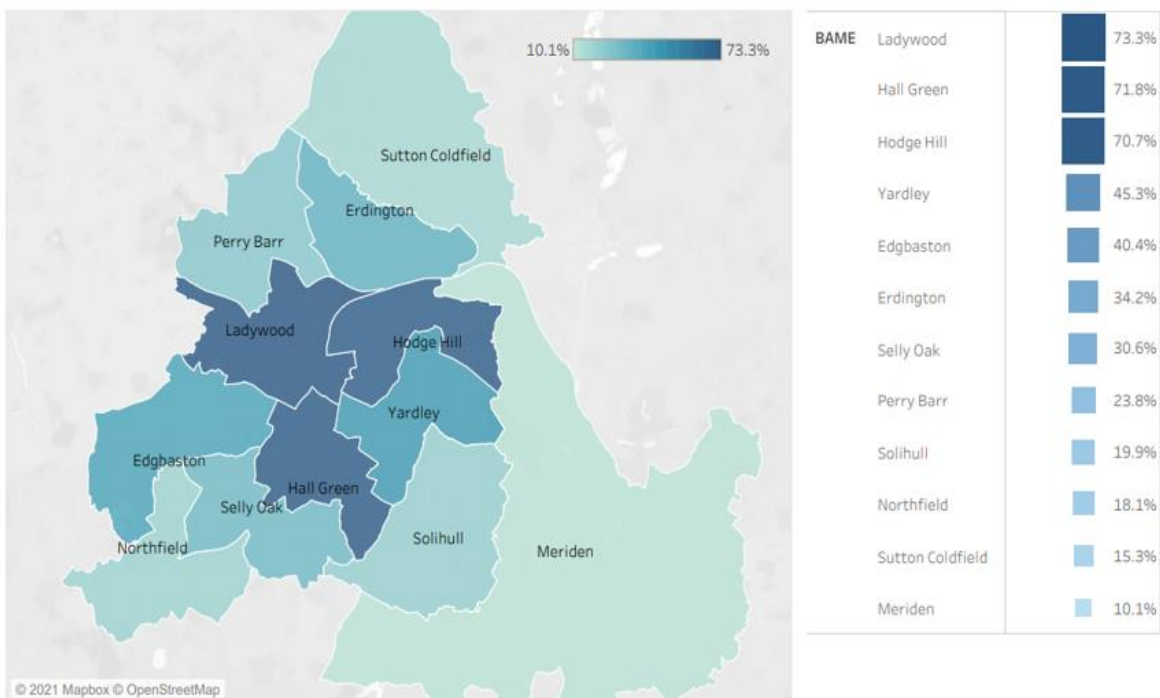 10.1% 73.3%
Sutton Coldfield
Erdington
Perry Barr
Ladywood
Hodge Hill
Yardley
Edgbaston
Hall Green
Selly Oak
Solihull
Northfield
Meriden
© 2021 Mapbox © OpenStreetMap
BAME Ladywood 73.3%
Hall Green 71.8%
Hodge Hill 70.7%
Yardley 45.3%
Edgbaston 40.4%
Erdington 34.2%
Selly Oak 30.6%
Perry Barr 23.8%
Solihull 19.9%
Northfield 18.1%
Sutton Coldfield 15.3%
Meriden 10.1%